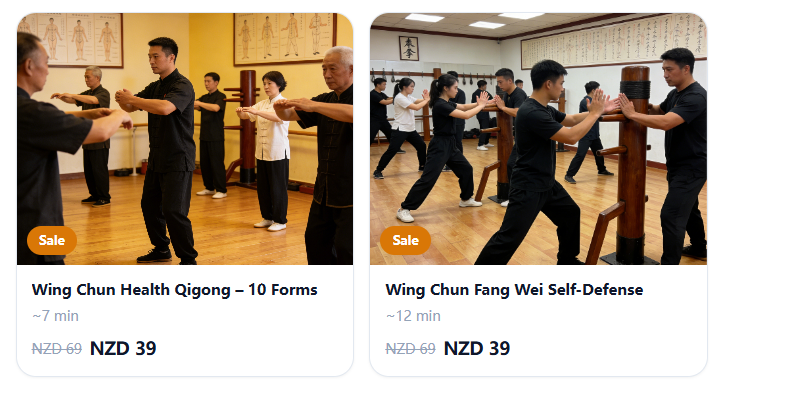 Sale
Wing Chun Health Qigong – 10 Forms
~7 min
NZD 69 NZD 39
Sale
Wing Chun Fang Wei Self-Defense
~12 min
NZD 69 NZD 39